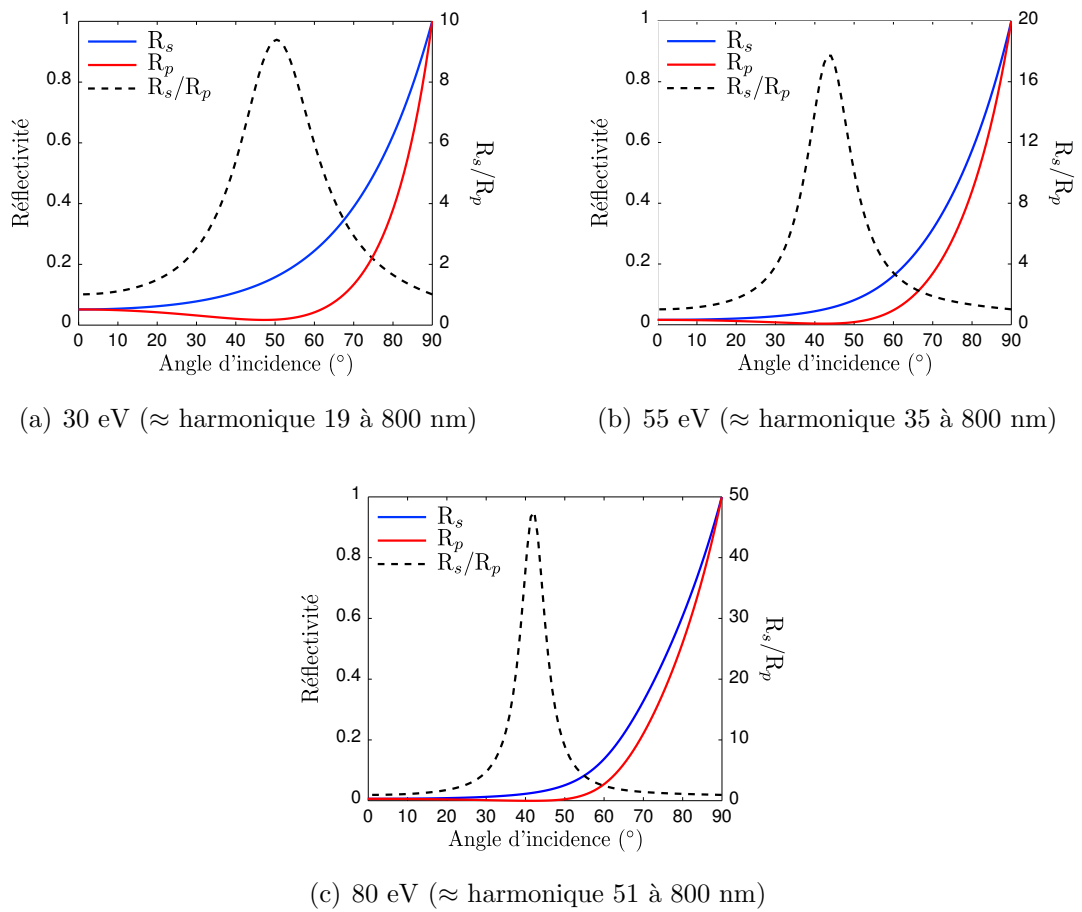 R_s
R_p
R_s/R_p
Réflectivité
R_s/R_p
0
0.2
0.4
0.6
0.8
1
0
2
4
6
8
10
0 10 20 30 40 50 60 70 80 90
Angle d'incidence (°)
(a) 30 eV (≈ harmonique 19 à 800 nm)
R_s
R_p
R_s/R_p
Réflectivité
R_s/R_p
0
0.2
0.4
0.6
0.8
1
0
4
8
12
16
20
0 10 20 30 40 50 60 70 80 90
Angle d'incidence (°)
(b) 55 eV (≈ harmonique 35 à 800 nm)
R_s
R_p
R_s/R_p
Réflectivité
R_s/R_p
0
0.2
0.4
0.6
0.8
1
0
10
20
30
40
50
0 10 20 30 40 50 60 70 80 90
Angle d'incidence (°)
(c) 80 eV (≈ harmonique 51 à 800 nm)